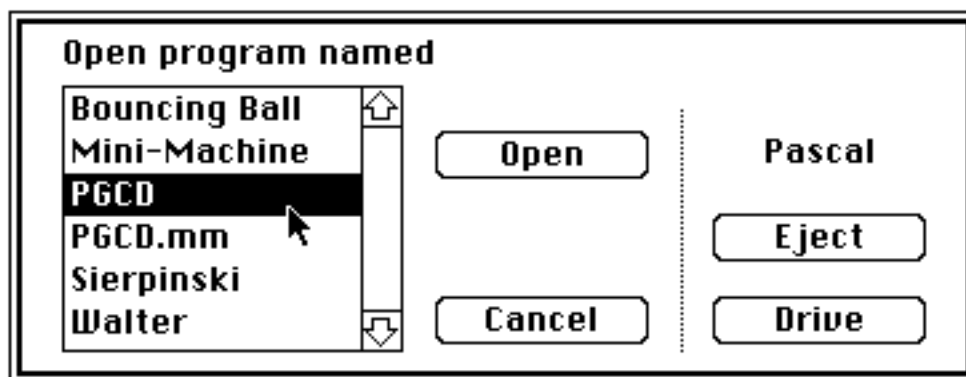 Open program named
Bouncing Ball
Mini-Machine
PGCD
PGCD.mm
Sierpinski
Walter
Open
Cancel
Pascal
Eject
Drive